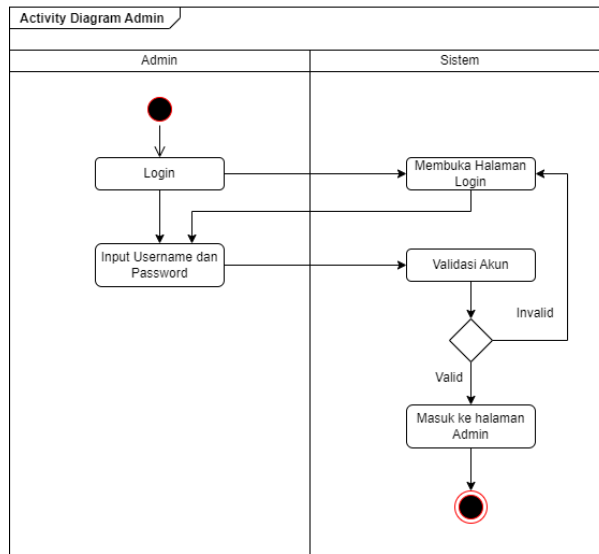 Activity Diagram Admin
Admin
Sistem
Login
Membuka Halaman
Login
Input Username dan
Password
Validasi Akun
Invalid
Valid
Masuk ke halaman
Admin